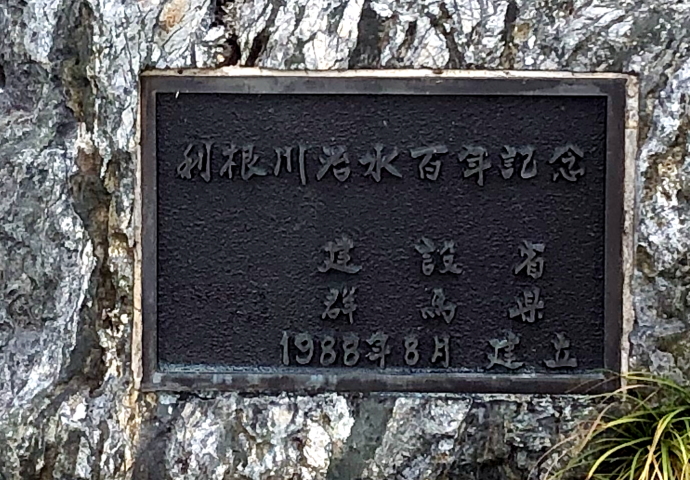 利根川治水百年記念
建設省
群馬県
1988年8月 建立